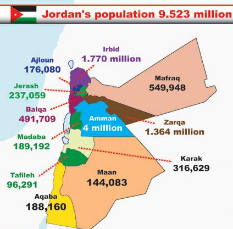 Jordan's population 9.523 million
Irbid
1.770 million
Ajloun
176,080
Mafraq
549,948
Jerash
237,059
Balqa
491,709
Amman
4 million
Zarqa
1.364 million
Madaba
189,192
Karak
316,629
Tafileh
96,291
Maan
144,083
Aqaba
188,160